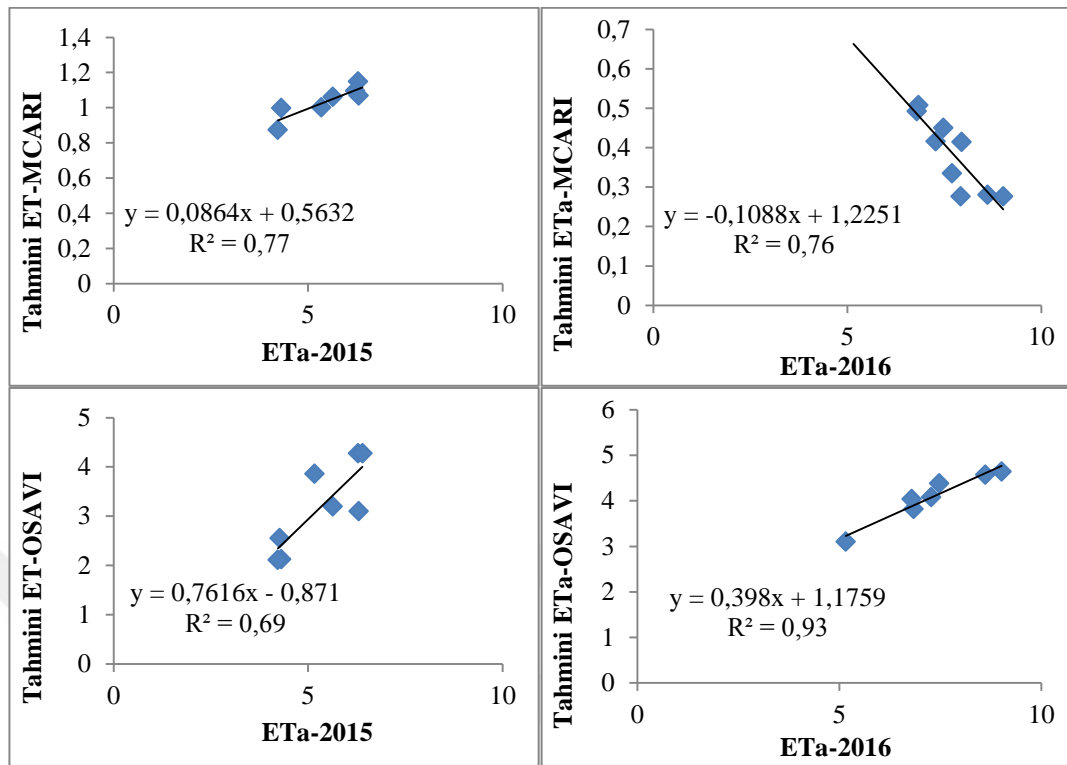 Tahmini ET-MCARI
1,4
1,2
1
0,8
0,6
0,4
0,2
0
y = 0,0864x + 0,5632
R² = 0,77
0
5
10
ETa-2015
Tahmini ETa-MCARI
0,7
0,6
0,5
0,4
0,3
0,2
0,1
0
y = -0,1088x + 1,2251
R² = 0,76
0
5
10
ETa-2016
Tahmini ET-OSAVI
5
4
3
2
1
0
y = 0,7616x - 0,871
R² = 0,69
0
5
10
ETa-2015
Tahmini ETa-OSAVI
6
5
4
3
2
1
0
y = 0,398x + 1,1759
R² = 0,93
0
5
10
ETa-2016